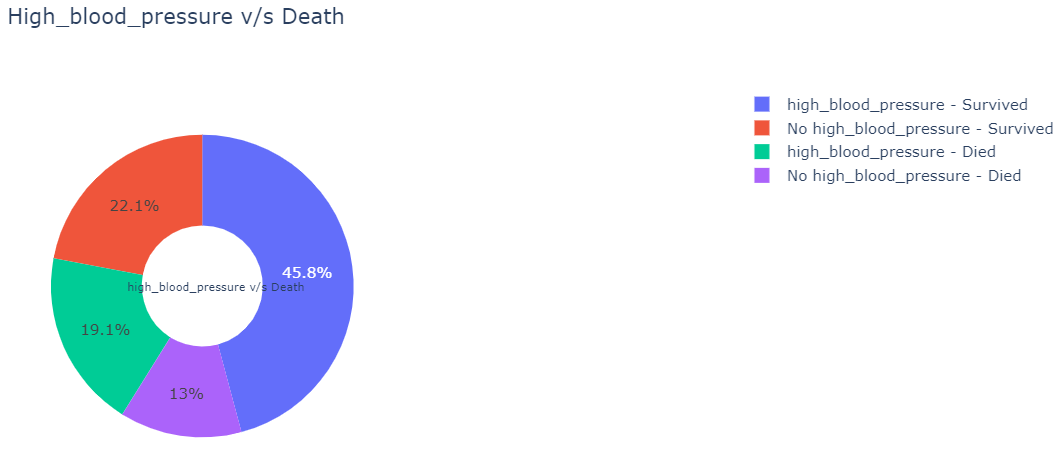 High_blood_pressure v/s Death
high_blood_pressure - Survived
No high_blood_pressure - Survived
high_blood_pressure - Died
No high_blood_pressure - Died
22.1%
45.8%
high_blood_pressure v/s Death
19.1%
13%